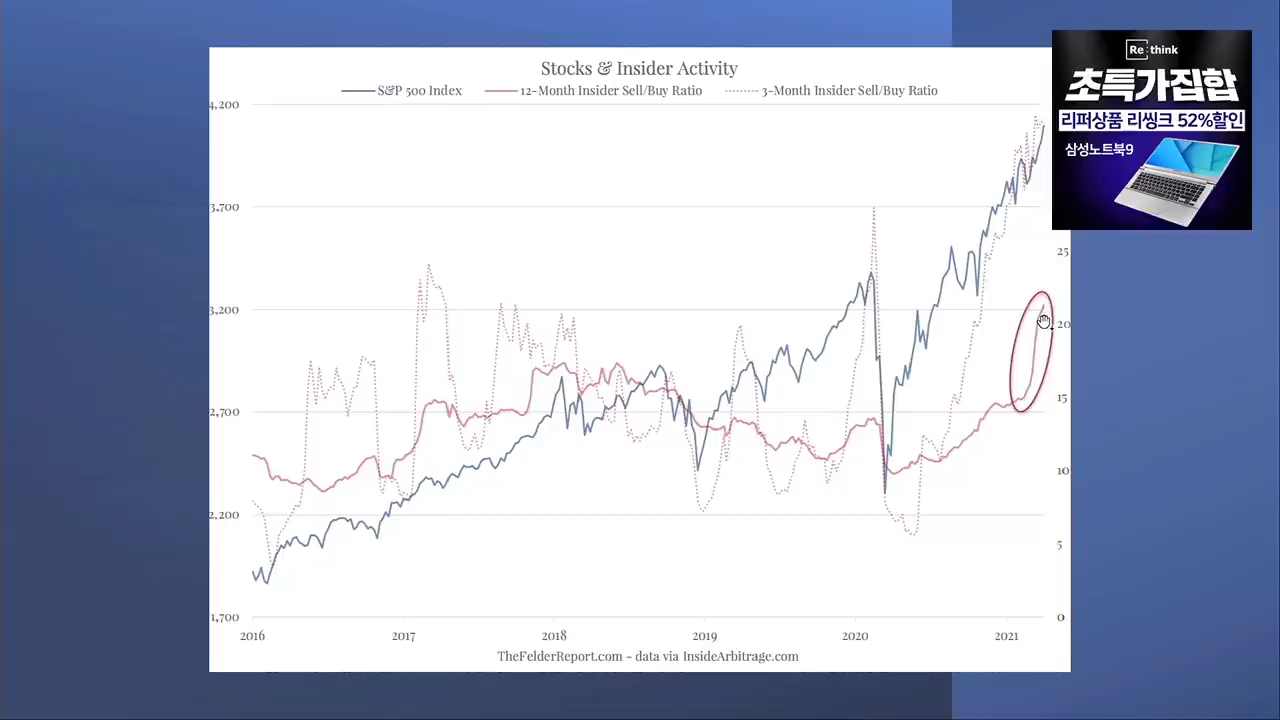 Stocks & Insider Activity
S&P 500 Index
12-Month Insider Sell/Buy Ratio
3-Month Insider Sell/Buy Ratio
4,200
3,700
3,200
2,700
2,200
1,700
25
20
15
10
5
0
2016
2017
2018
2019
2020
2021
TheFelderReport.com - data via InsideArbitrage.com
Re:think
초특가집합
리퍼상품 리씽크 52%할인
삼성노트북9